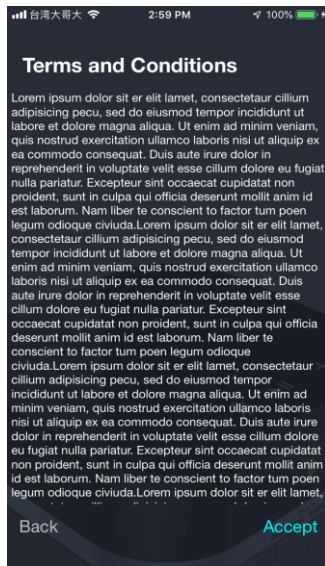 台湾大哥大 2:59 PM 100%
Terms and Conditions
Lorem ipsum dolor sit er elit lamet, consectetaur cillium
adipisicing pecu, sed do eiusmod tempor incididunt ut
labore et dolore magna aliqua. Ut enim ad minim veniam,
quis nostrud exercitation ullamco laboris nisi ut aliquip ex
ea commodo consequat. Duis aute irure dolor in
reprehenderit in voluptate velit esse cillum dolore eu fugiat
nulla pariatur. Excepteur sint occaecat cupidatat non
proident, sunt in culpa qui officia deserunt mollit anim id
est laborum. Nam liber te conscient to factor tum poen
legum odioque civiuda.Lorem ipsum dolor sit er elit lamet,
consectetaur cillium adipisicing pecu, sed do eiusmod
tempor incididunt ut labore et dolore magna aliqua. Ut
enim ad minim veniam, quis nostrud exercitation ullamco
laboris nisi ut aliquip ex ea commodo consequat. Duis
aute irure dolor in reprehenderit in voluptate velit esse
cillum dolore eu fugiat nulla pariatur. Excepteur sint
occaecat cupidatat non proident, sunt in culpa qui officia
deserunt mollit anim id est laborum. Nam liber te
conscient to factor tum poen legum odioque
civiuda.Lorem ipsum dolor sit er elit lamet, consectetaur
cillium adipisicing pecu, sed do eiusmod tempor
incididunt ut labore et dolore magna aliqua. Ut enim ad
minim veniam, quis nostrud exercitation ullamco laboris
nisi ut aliquip ex ea commodo consequat. Duis aute irure
dolor in reprehenderit in voluptate velit esse cillum dolore
eu fugiat nulla pariatur. Excepteur sint occaecat cupidatat
non proident, sunt in culpa qui officia deserunt mollit anim
id est laborum. Nam liber te conscient to factor tum poen
legum odioque civiuda.Lorem ipsum dolor sit er elit lamet,
Back Accept